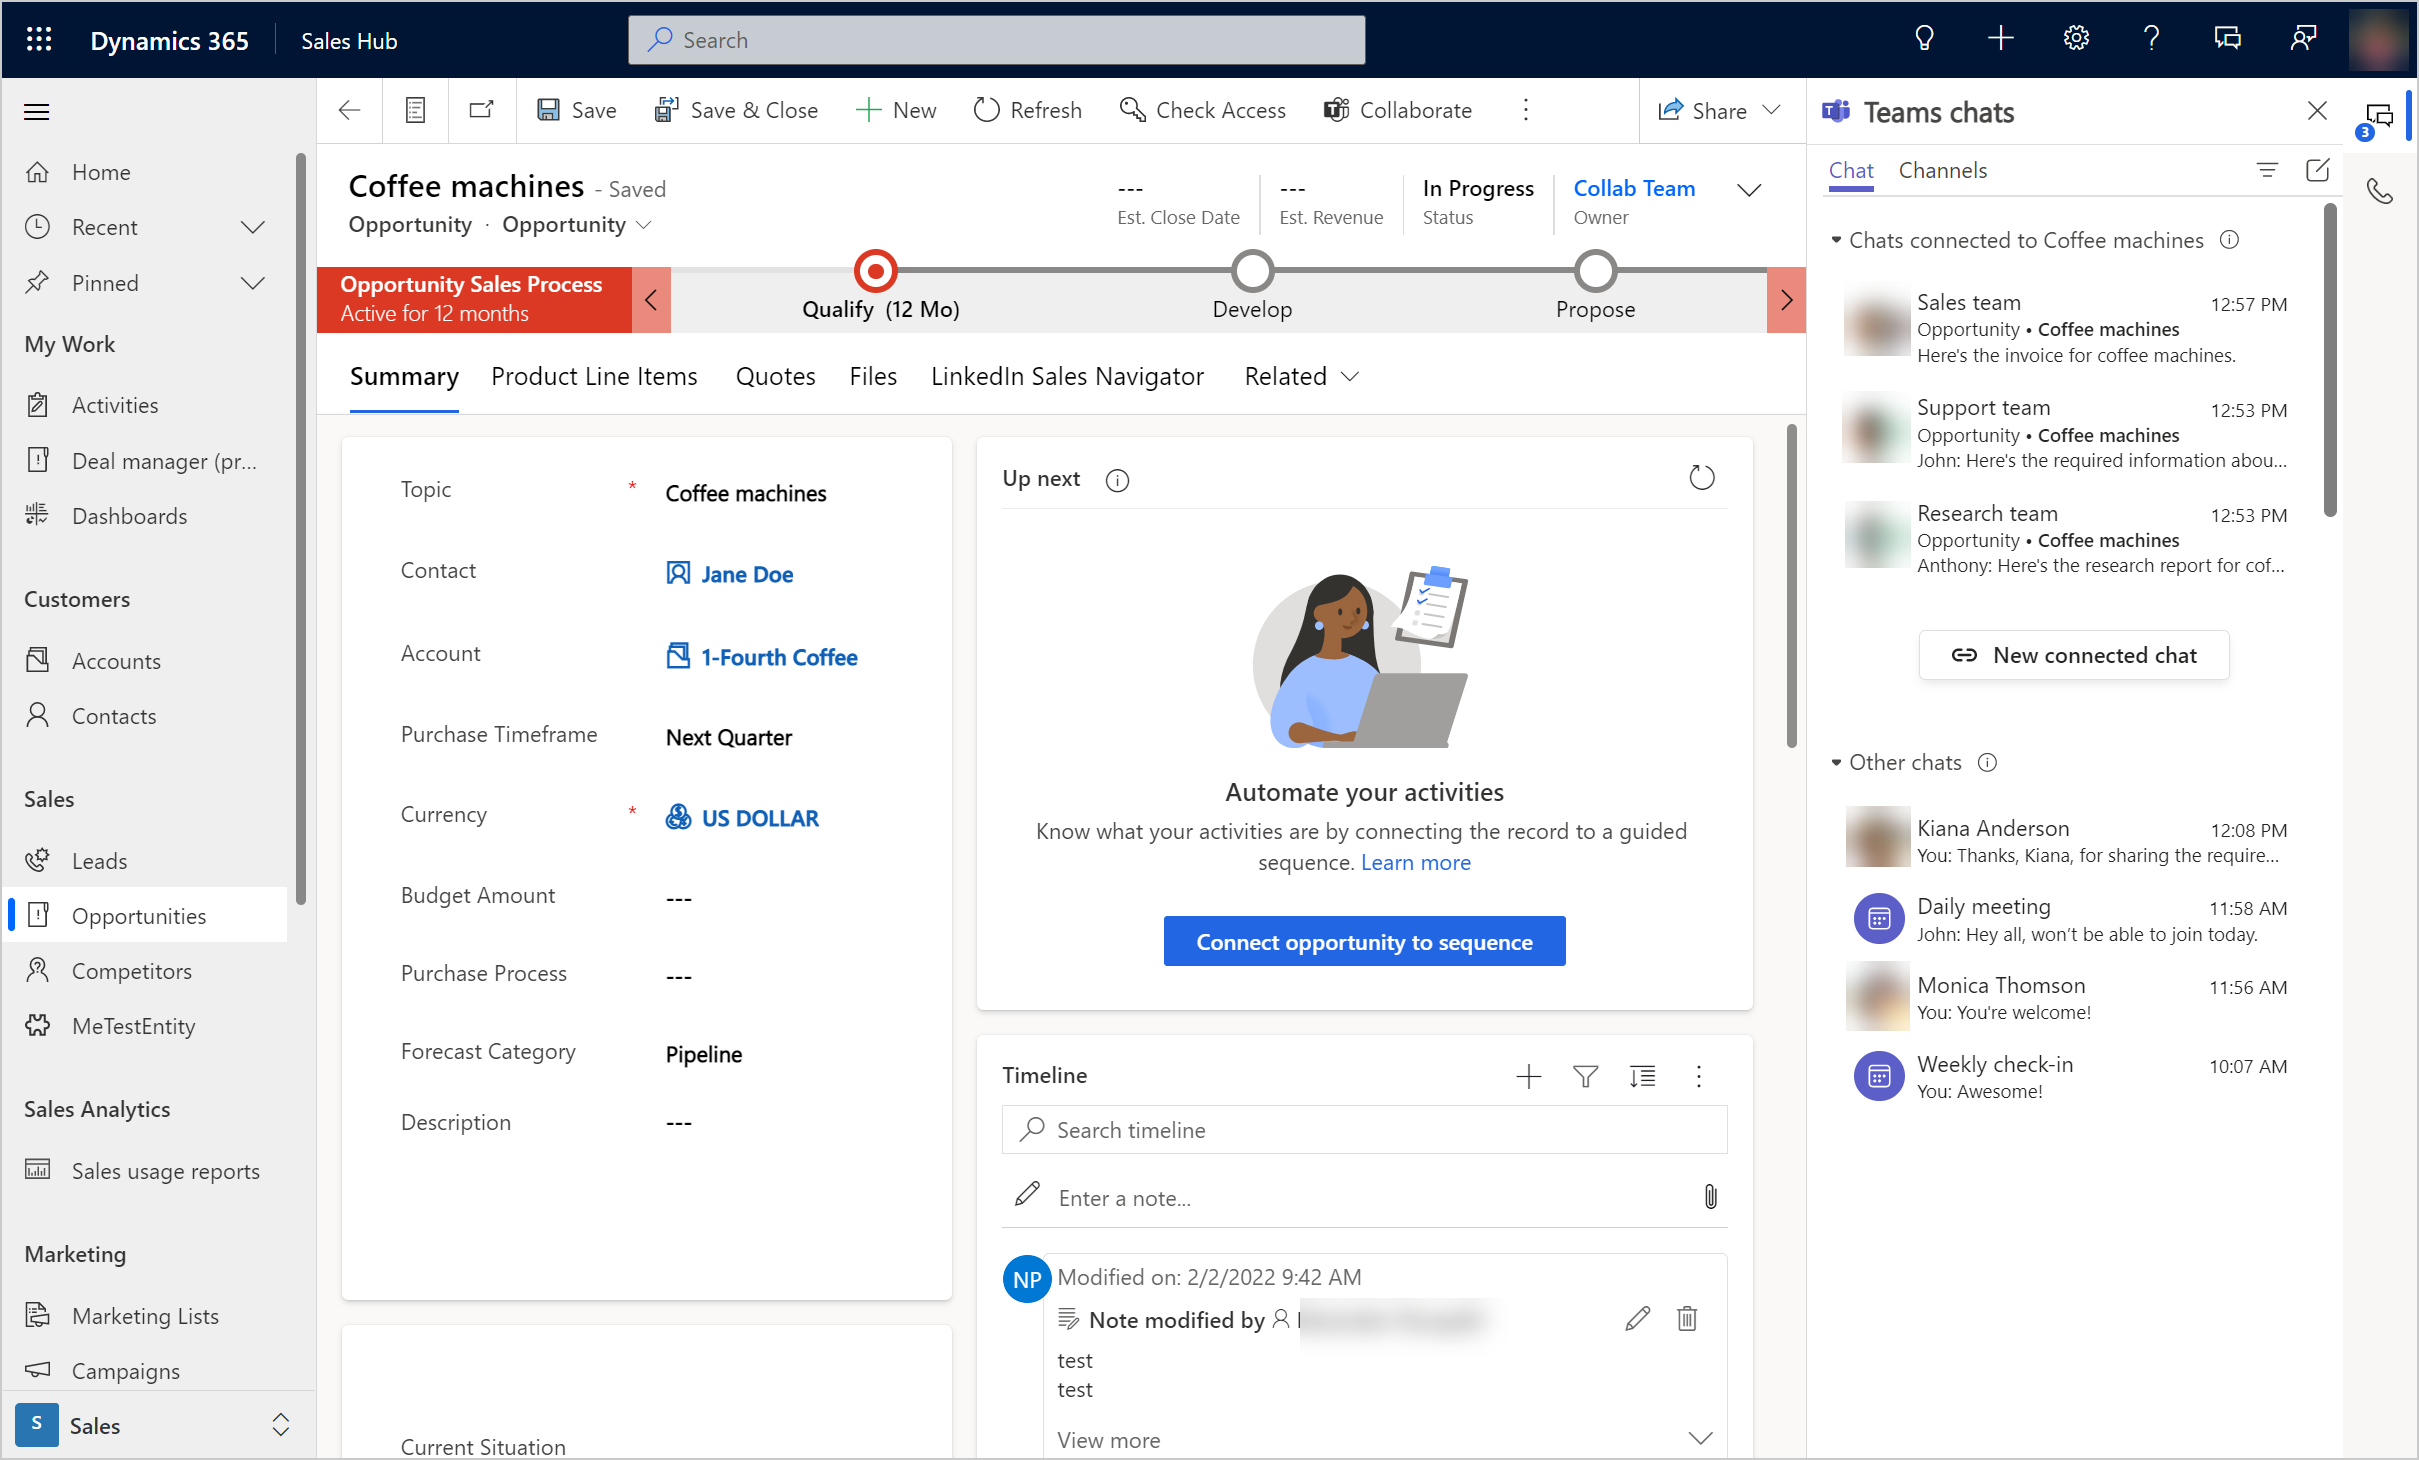 Dynamics 365
Sales Hub
Search
Home
Recent
Pinned
My Work
Activities
Deal manager (pr...
Dashboards
Customers
Accounts
Contacts
Sales
Leads
Opportunities
Competitors
MeTestEntity
Sales Analytics
Sales usage reports
Marketing
Marketing Lists
Campaigns
S
Sales
Save
Save & Close
New
Refresh
Check Access
Collaborate
Share
Coffee machines - Saved
Opportunity · Opportunity
---
Est. Close Date
---
Est. Revenue
In Progress
Status
Collab Team
Owner
Opportunity Sales Process
Active for 12 months
Qualify (12 Mo)
Develop
Propose
Summary
Product Line Items
Quotes
Files
LinkedIn Sales Navigator
Related
Topic * Coffee machines
Contact Jane Doe
Account 1-Fourth Coffee
Purchase Timeframe Next Quarter
Currency * US DOLLAR
Budget Amount ---
Purchase Process ---
Forecast Category Pipeline
Description ---
Current Situation
Up next
Automate your activities
Know what your activities are by connecting the record to a guided
sequence. Learn more
Connect opportunity to sequence
Timeline
Search timeline
Enter a note...
NP
Modified on: 2/2/2022 9:42 AM
Note modified by
test
test
View more
Teams chats
3
Chat
Channels
Chats connected to Coffee machines
Sales team 12:57 PM
Opportunity • Coffee machines
Here's the invoice for coffee machines.
Support team 12:53 PM
Opportunity • Coffee machines
John: Here's the required information abou...
Research team 12:53 PM
Opportunity • Coffee machines
Anthony: Here's the research report for cof...
New connected chat
Other chats
Kiana Anderson 12:08 PM
You: Thanks, Kiana, for sharing the require...
Daily meeting 11:58 AM
John: Hey all, won't be able to join today.
Monica Thomson 11:56 AM
You: You're welcome!
Weekly check-in 10:07 AM
You: Awesome!